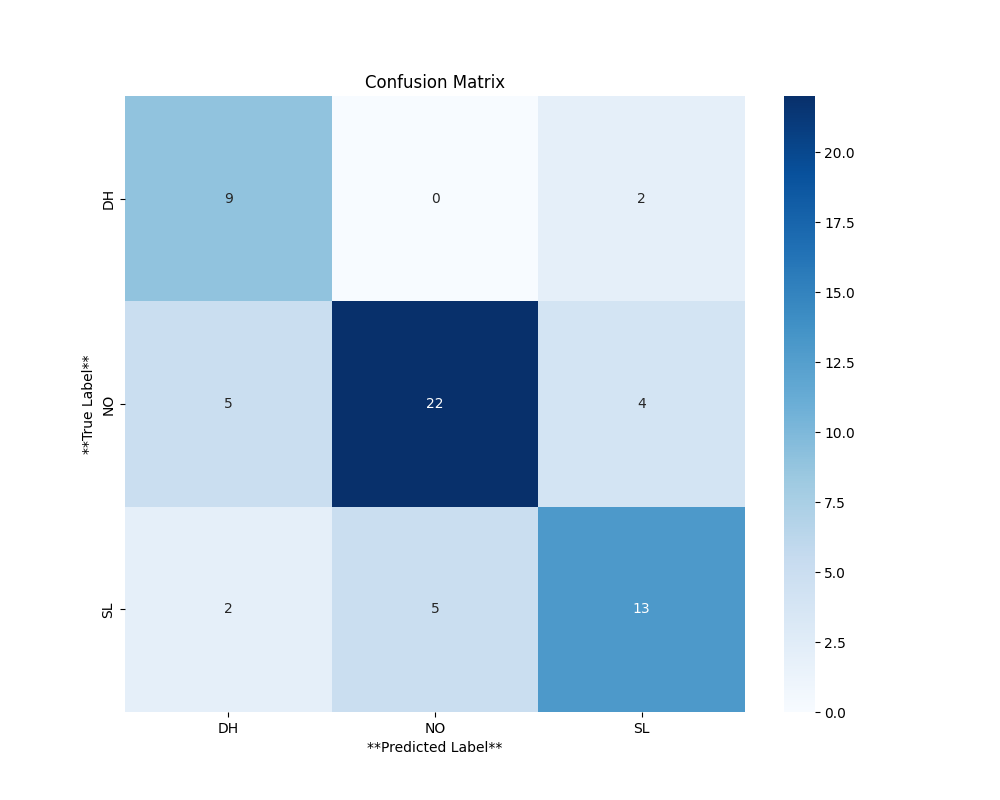 Confusion Matrix
DH
9
0
2
NO
5
22
4
SL
2
5
13
**True Label**
DH
NO
SL
**Predicted Label**
20.0
17.5
15.0
12.5
10.0
7.5
5.0
2.5
0.0